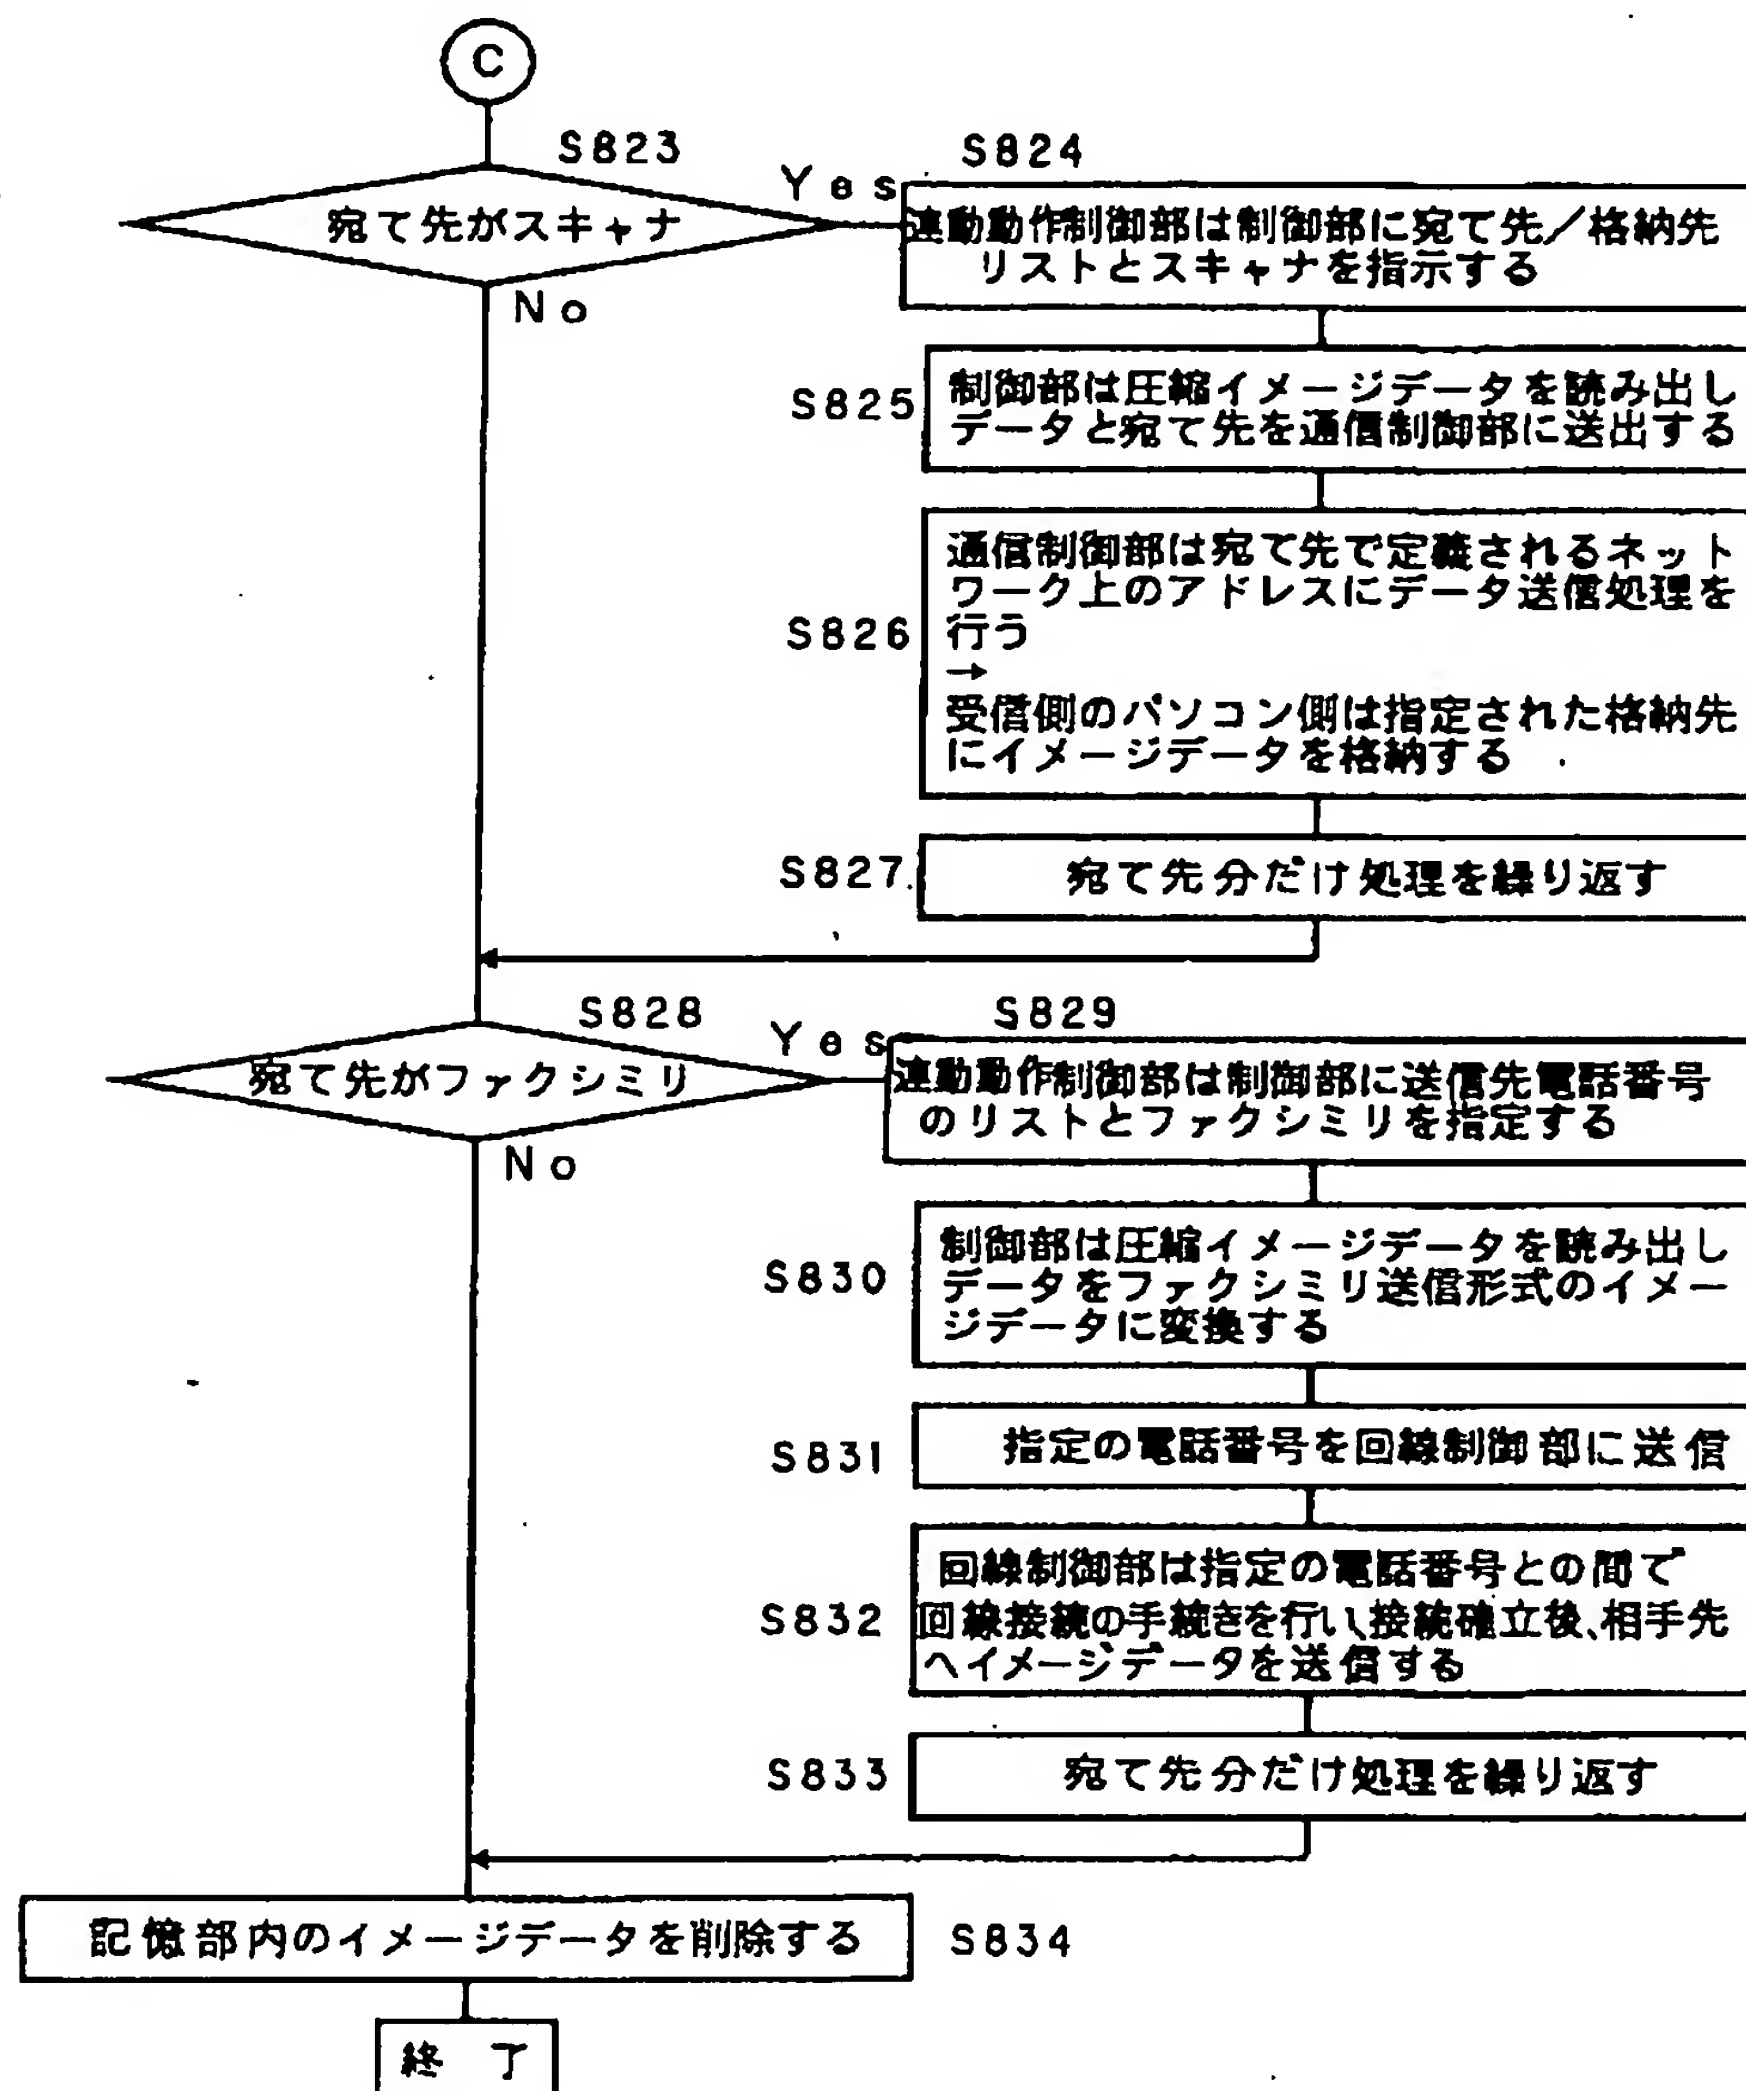 C
S823
宛て先がスキャナ
Yes
No
S824
連動動作制御部は制御部に宛て先／格納先
リストとスキャナを指示する
S825
制御部は圧縮イメージデータを読み出し
データと宛て先を通信制御部に送出する
S826
通信制御部は宛て先で定義されるネット
ワーク上のアドレスにデータ送信処理を
行う
→
受信側のパソコン側は指定された格納先
にイメージデータを格納する
S827
宛て先分だけ処理を繰り返す
S828
宛て先がファクシミリ
Yes
No
S829
連動動作制御部は制御部に送信先電話番号
のリストとファクシミリを指定する
S830
制御部は圧縮イメージデータを読み出し
データをファクシミリ送信形式のイメー
ジデータに変換する
S831
指定の電話番号を回線制御部に送信
S832
回線制御部は指定の電話番号との間で
回線接続の手続きを行い、接続確立後、相手先
へイメージデータを送信する
S833
宛て先分だけ処理を繰り返す
記憶部内のイメージデータを削除する
S834
終 了